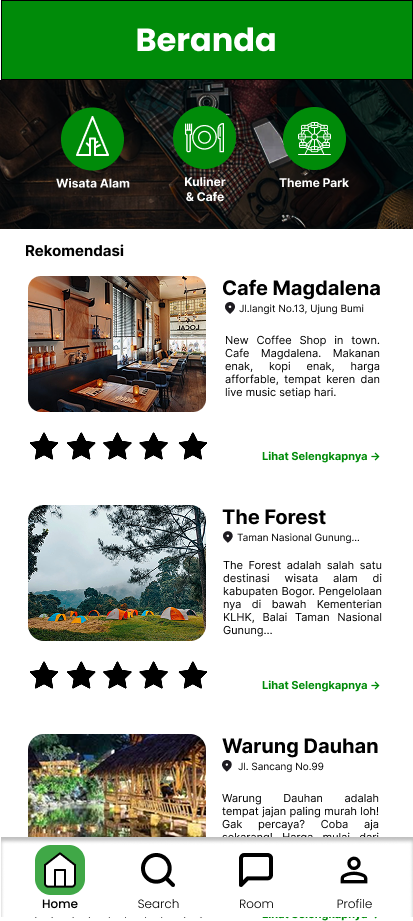 Beranda
Wisata Alam
Kuliner
& Cafe
Theme Park
Rekomendasi
Cafe Magdalena
Jl.langit No.13, Ujung Bumi
New Coffee Shop in town.
Cafe Magdalena. Makanan
enak, kopi enak, harga
afforfable, tempat keren dan
live music setiap hari.
Lihat Selengkapnya →
The Forest
Taman Nasional Gunung...
The Forest adalah salah satu
destinasi wisata alam di
kabupaten Bogor. Pengelolaan
nya di bawah Kementerian
KLHK, Balai Taman Nasional
Gunung...
Lihat Selengkapnya →
Warung Dauhan
Jl. Sancang No.99
Warung Dauhan adalah
tempat jajan paling murah loh!
Gak percaya? Coba aja
sekarang! Harga mulai dari
Home
Search
Room
Profile